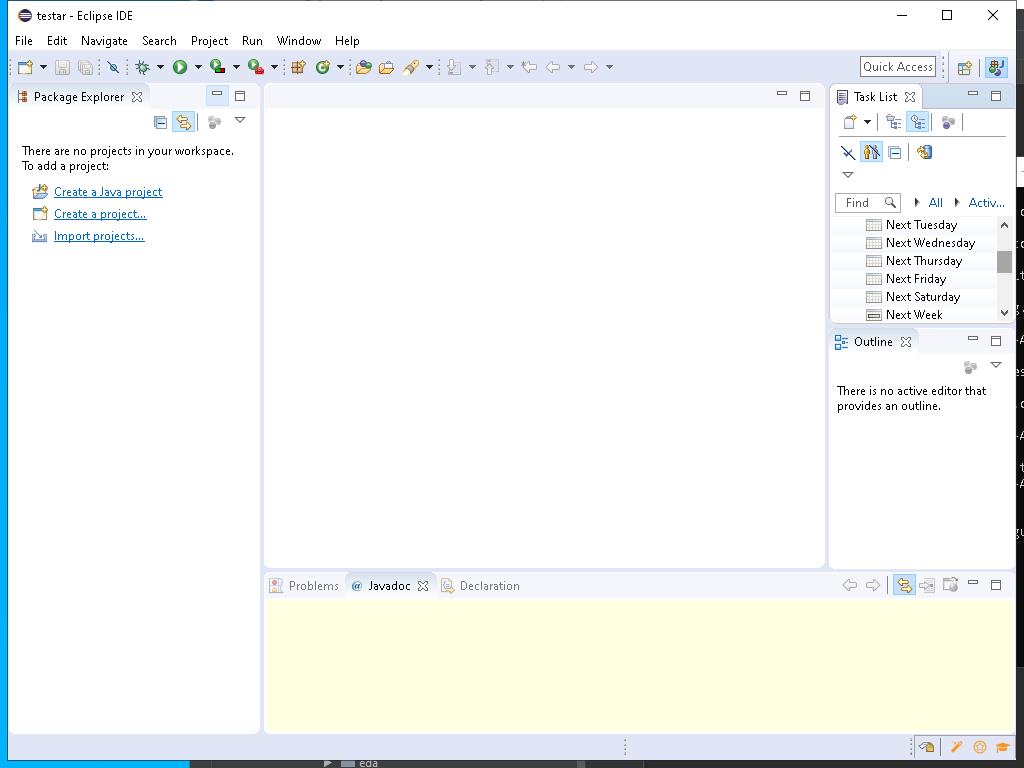 testar - Eclipse IDE
File Edit Navigate Search Project Run Window Help
Quick Access
Package Explorer
There are no projects in your workspace.
To add a project:
Create a Java project
Create a project...
Import projects...
Task List
Find All Activ...
Next Tuesday
Next Wednesday
Next Thursday
Next Friday
Next Saturday
Next Week
Outline
There is no active editor that
provides an outline.
Problems @ Javadoc Declaration
eda